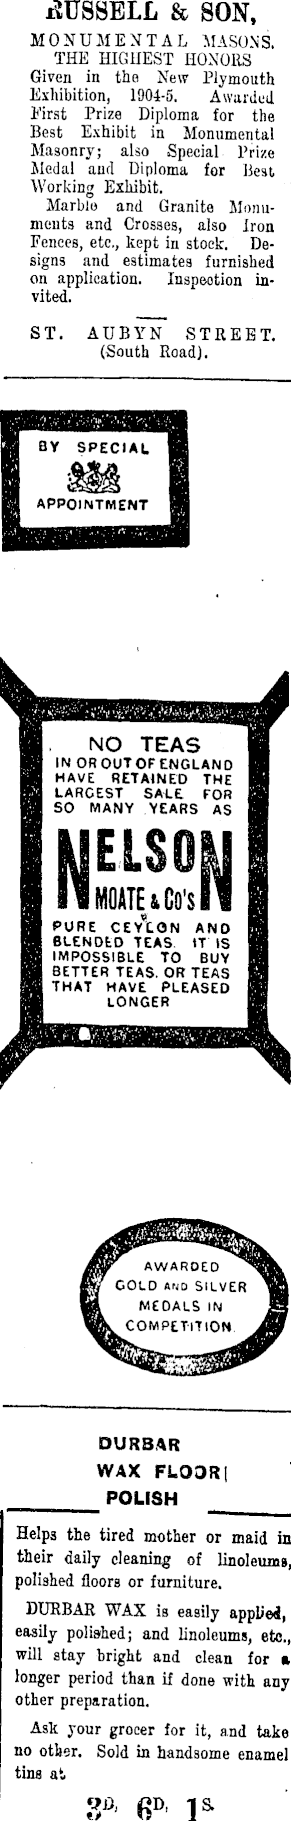 RUSSELL & SON,
MONUMENTAL MASONS.
THE HIGHEST HONORS
Given in the New Plymouth
Exhibition, 1904-5. Awarded
First Prize Diploma for the
Best Exhibit in Monumental
Masonry; also Special Prize
Medal and Diploma for Best
Working Exhibit.
Marble and Granite Monu-
ments and Crosses, also Iron
Fences, etc., kept in stock. De-
signs and estimates furnished
on application. Inspection in-
vited.
ST. AUBYN STREET.
(South Road).
BY SPECIAL
APPOINTMENT
NO TEAS
IN OR OUT OF ENGLAND
HAVE RETAINED THE
LARGEST SALE FOR
SO MANY YEARS AS
NELSON
MOATE & Co's
PURE CEYLON AND
BLENDED TEAS. IT IS
IMPOSSIBLE TO BUY
BETTER TEAS. OR TEAS
THAT HAVE PLEASED
LONGER
AWARDED
GOLD AND SILVER
MEDALS IN
COMPETITION.
DURBAR
WAX FLOOR
POLISH
Helps the tired mother or maid in
their daily cleaning of linoleums,
polished floors or furniture.
DURBAR WAX is easily applied,
easily polished; and linoleums, etc.,
will stay bright and clean for a
longer period than if done with any
other preparation.
Ask your grocer for it, and take
no other. Sold in handsome enamel
tins at
3D, 6D, 1S.